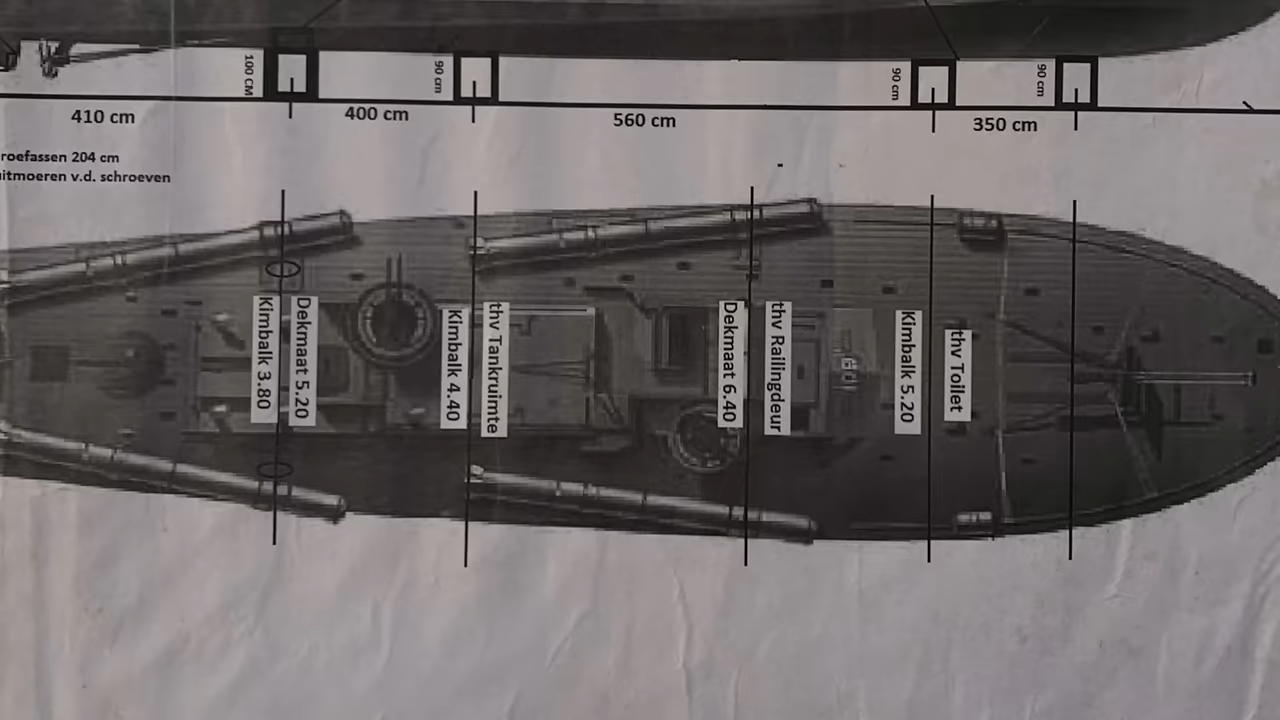 100 CM
90 cm
90 cm
90 cm
410 cm
400 cm
560 cm
350 cm
roefassen 204 cm
itmoeren v.d. schroeven
Kimbalk 3.80
Dekmaat 5.20
Kimbalk 4.40
thv Tankruimte
Dekmaat 6.40
thv Railingdeur
Kimbalk 5.20
thv Toilet